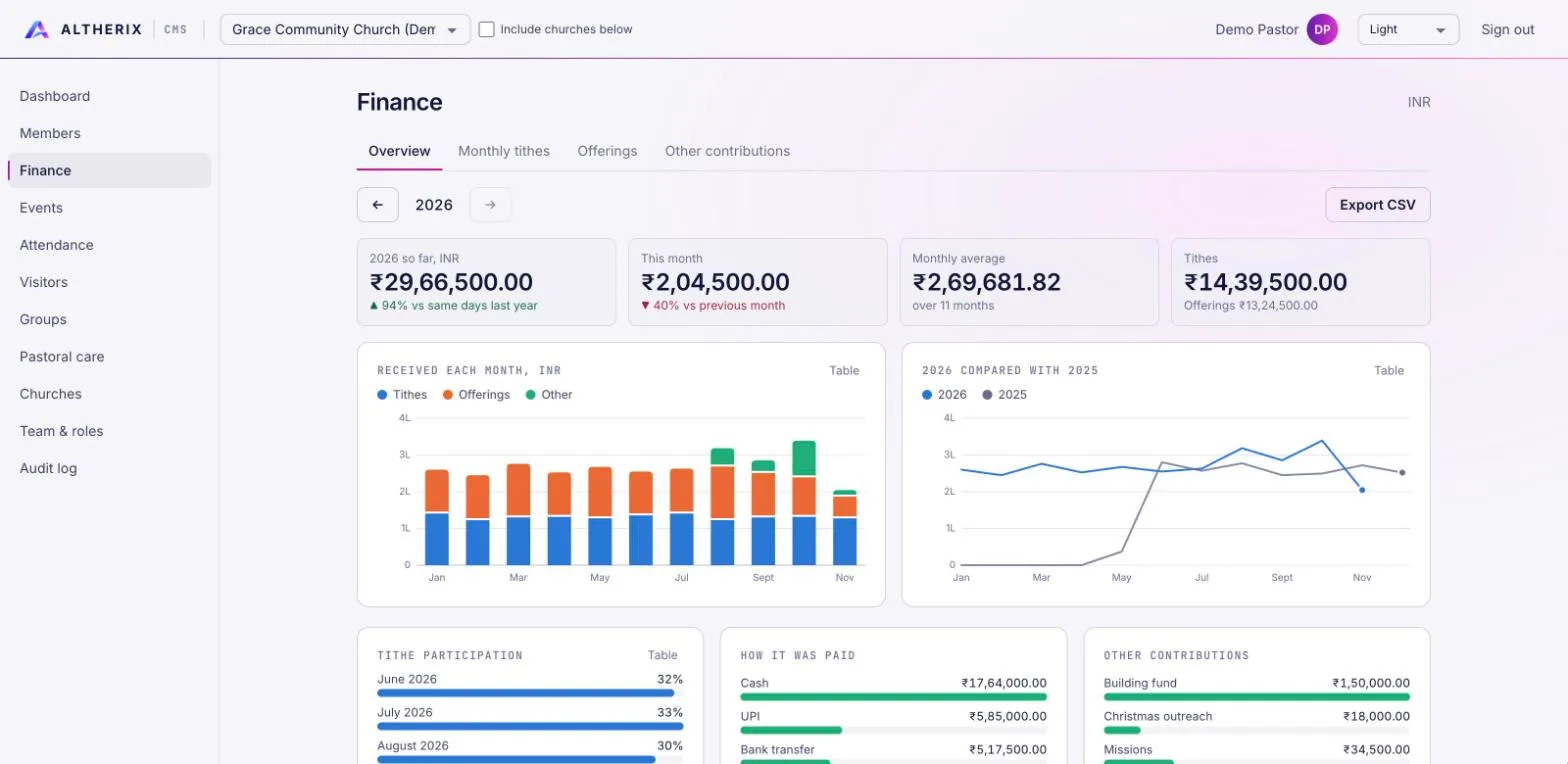 ALTHERIX CMS Grace Community Church (Dem Include churches below Demo Pastor DP Light Sign out
Dashboard
Members
Finance
Events
Attendance
Visitors
Groups
Pastoral care
Churches
Team & roles
Audit log
Finance INR
Overview Monthly tithes Offerings Other contributions
← 2026 → Export CSV
2026 so far, INR
₹29,66,500.00
▲ 94% vs same days last year
This month
₹2,04,500.00
▼ 40% vs previous month
Monthly average
₹2,69,681.82
over 11 months
Tithes
₹14,39,500.00
Offerings ₹13,24,500.00
RECEIVED EACH MONTH, INR Table
Tithes Offerings Other
4L
3L
2L
1L
0
Jan Mar May Jul Sept Nov
2026 COMPARED WITH 2025 Table
2026 2025
4L
3L
2L
1L
0
Jan Mar May Jul Sept Nov
TITHE PARTICIPATION Table
June 2026 32%
July 2026 33%
August 2026 30%
HOW IT WAS PAID
Cash ₹17,64,000.00
UPI ₹5,85,000.00
Bank transfer ₹5,17,500.00
OTHER CONTRIBUTIONS
Building fund ₹1,50,000.00
Christmas outreach ₹18,000.00
Missions ₹34,500.00